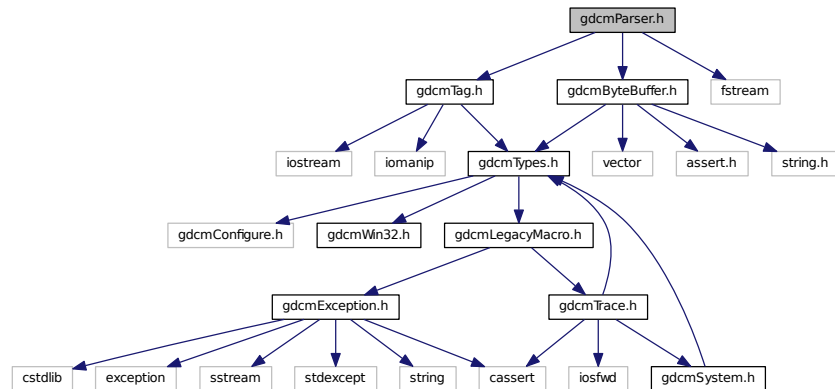 gdcmParser.h
gdcmTag.h
gdcmByteBuffer.h
fstream
iostream
iomanip
gdcmTypes.h
vector
assert.h
string.h
gdcmConfigure.h
gdcmWin32.h
gdcmLegacyMacro.h
gdcmException.h
gdcmTrace.h
cstdlib
exception
sstream
stdexcept
string
cassert
iosfwd
gdcmSystem.h